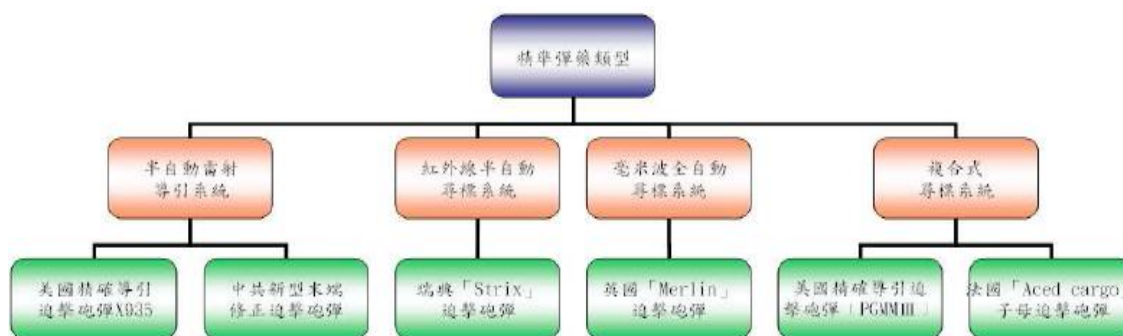 精準彈藥類型
半自動雷射
導引系統
紅外線半自動
尋標系統
毫米波全自動
尋標系統
複合式
尋標系統
美國精確導引
迫擊砲彈X935
中共新型末端
修正迫擊砲彈
瑞典「Strix」
迫擊砲彈
英國「Merlin」
迫擊砲彈
美國精確導引迫
擊砲彈「PGMMⅢ」
法國「Aced cargo」
子母迫擊砲彈